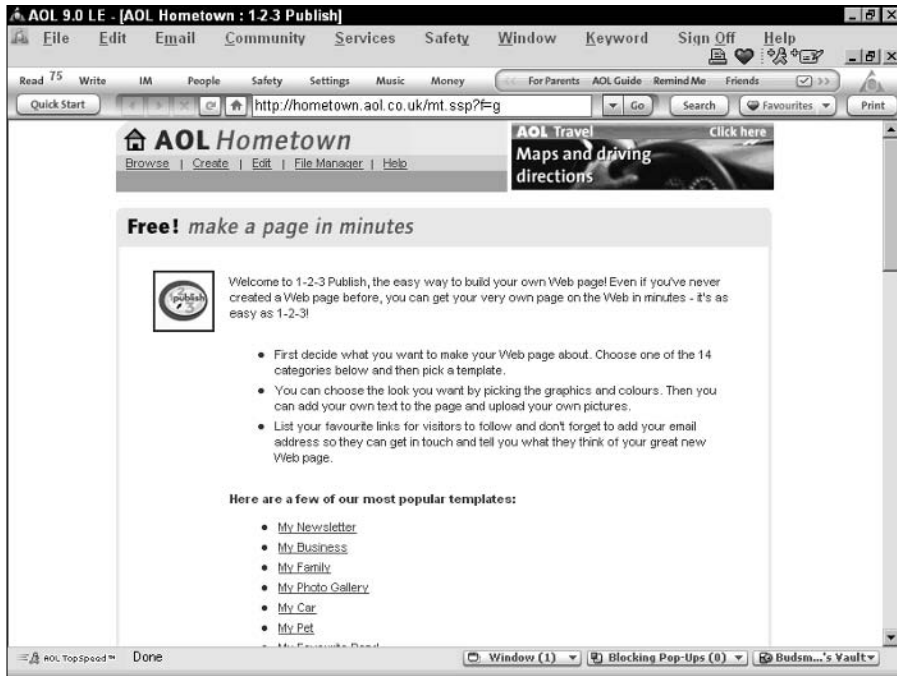 AOL 9.0 LE - [AOL Hometown : 1-2-3 Publish]
File Edit Email Community Services Safety Window Keyword Sign Off Help
Read 75 Write IM People Safety Settings Music Money For Parents AOL Guide Remind Me Friends
Quick Start http://hometown.aol.co.uk/mt.ssp?f=g Go Search Favourites Print
AOL Hometown
Browse | Create | Edit | File Manager | Help
AOL Travel Click here
Maps and driving
directions
Free! make a page in minutes
123 publish
Welcome to 1-2-3 Publish, the easy way to build your own Web page! Even if you've never
created a Web page before, you can get your very own page on the Web in minutes - it's as
easy as 1-2-3!
• First decide what you want to make your Web page about. Choose one of the 14
categories below and then pick a template.
• You can choose the look you want by picking the graphics and colours. Then you
can add your own text to the page and upload your own pictures.
• List your favourite links for visitors to follow and don't forget to add your email
address so they can get in touch and tell you what they think of your great new
Web page.
Here are a few of our most popular templates:
• My Newsletter
• My Business
• My Family
• My Photo Gallery
• My Car
• My Pet
AOL TopSpeed™ Done Window (1) Blocking Pop-Ups (0) Budsm...'s Vault